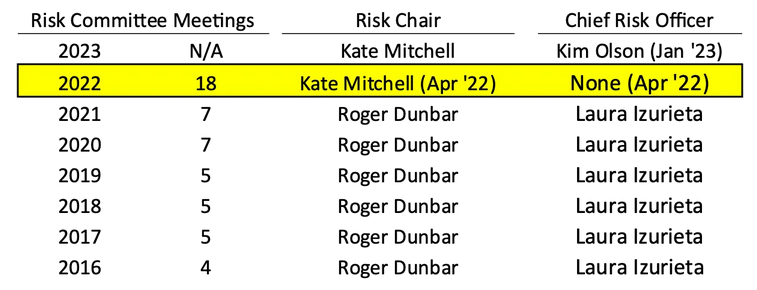 Risk Committee Meetings Risk Chair Chief Risk Officer
2023 N/A Kate Mitchell Kim Olson (Jan '23)
2022 18 Kate Mitchell (Apr '22) None (Apr '22)
2021 7 Roger Dunbar Laura Izurieta
2020 7 Roger Dunbar Laura Izurieta
2019 5 Roger Dunbar Laura Izurieta
2018 5 Roger Dunbar Laura Izurieta
2017 5 Roger Dunbar Laura Izurieta
2016 4 Roger Dunbar Laura Izurieta